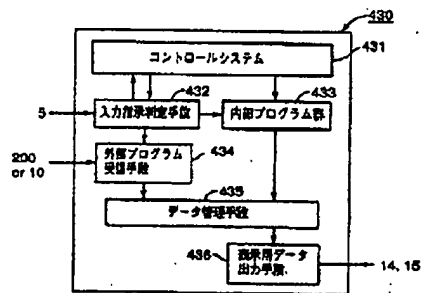 430
コントロールシステム
431
432
433
5
入力指示判定手段
内部プログラム群
200
or 10
外部プログラム
受信手段
434
435
データ管理手段
436
表示用データ
出力手段
14, 15